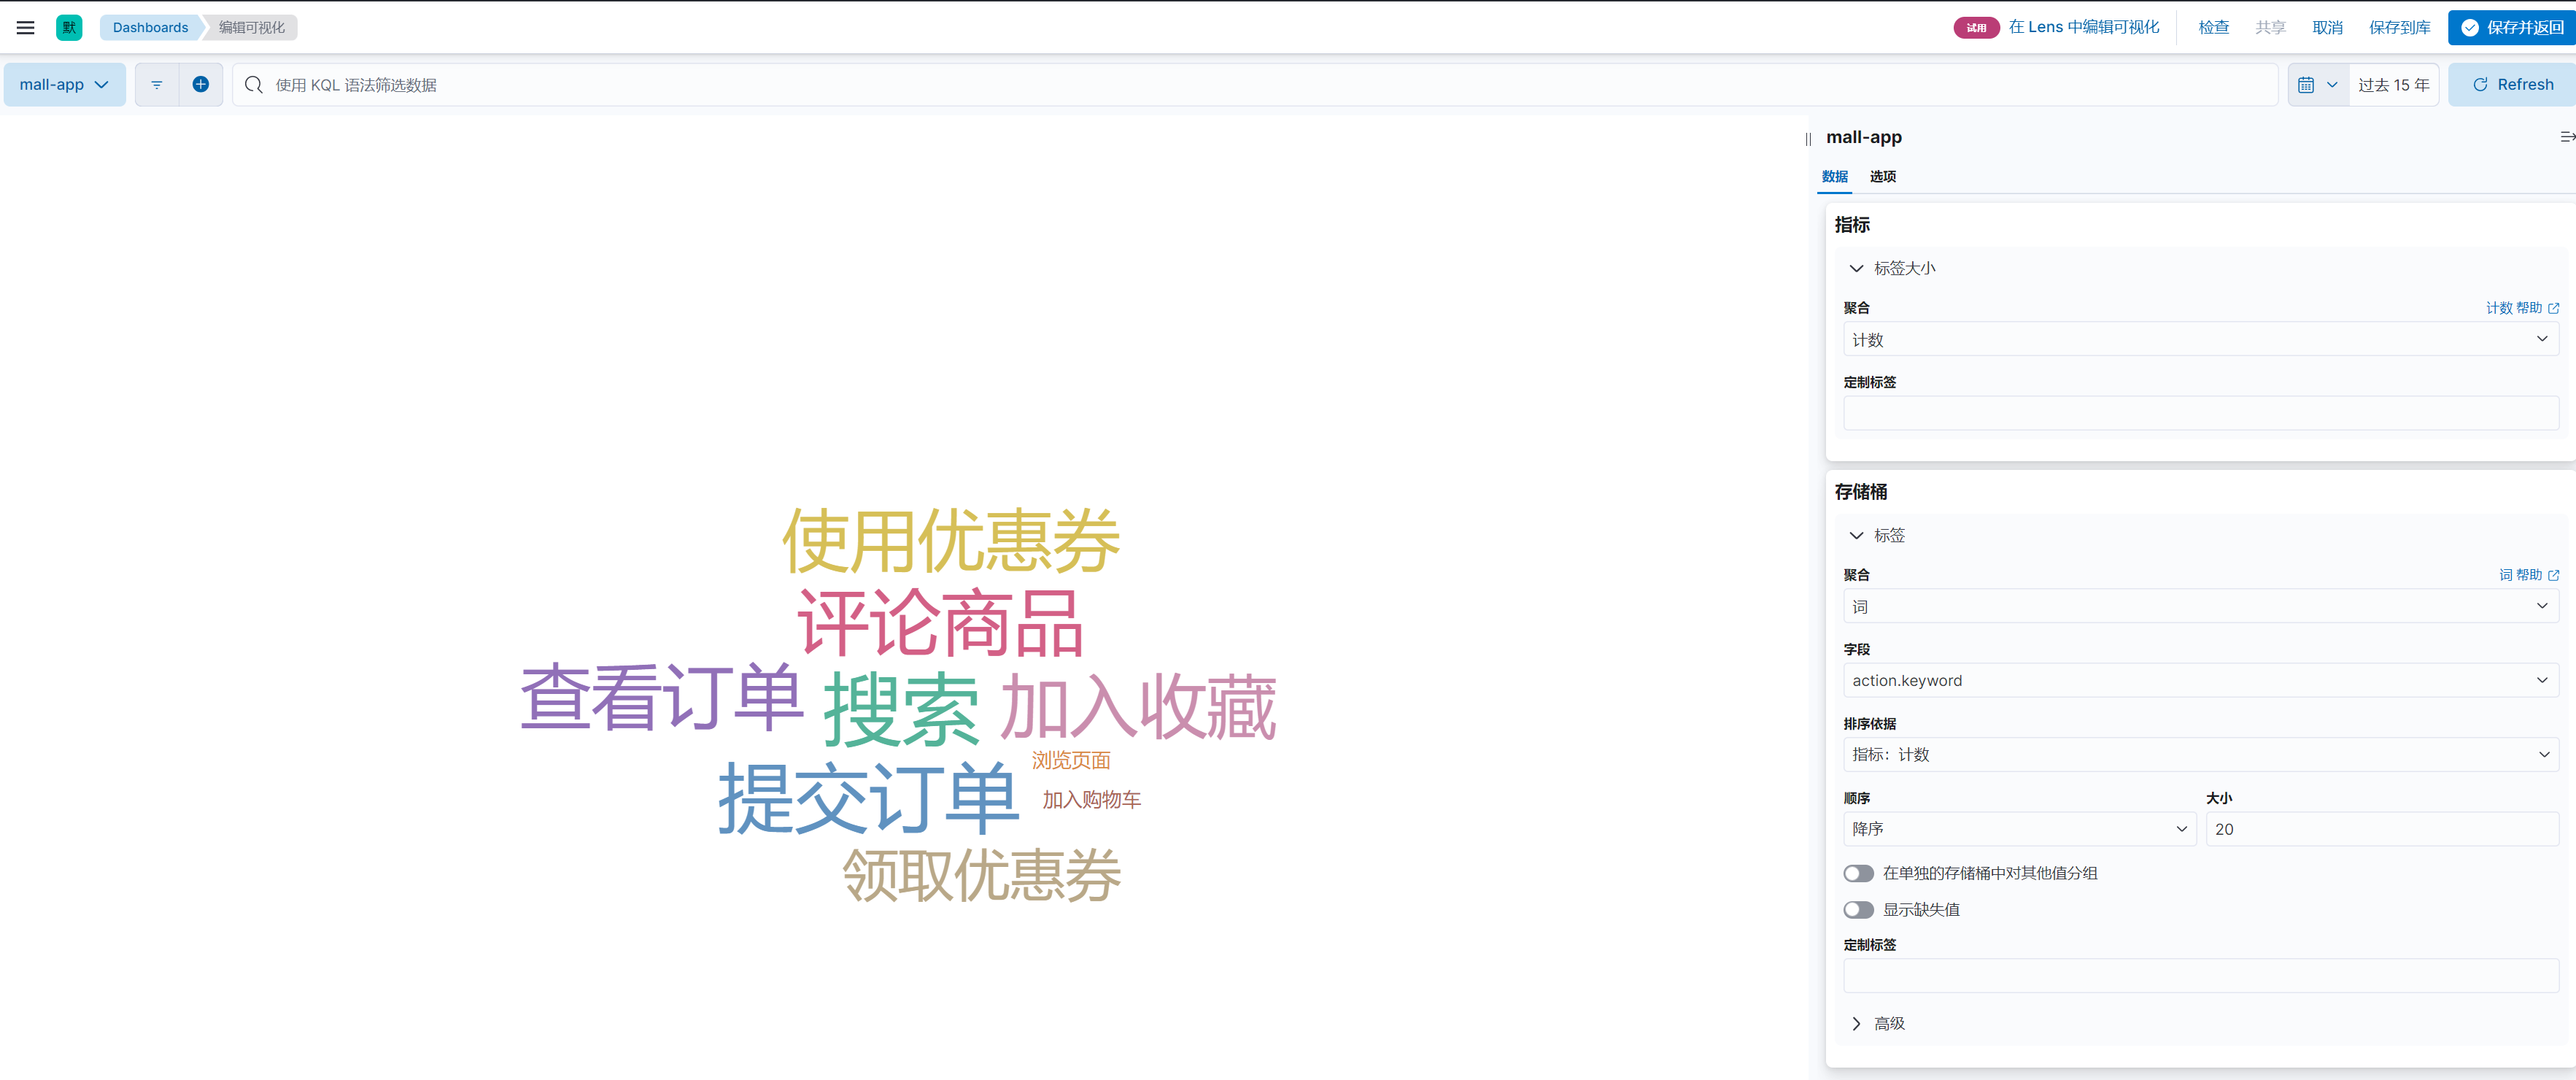 默 Dashboards 编辑可视化 试用 在 Lens 中编辑可视化 检查 共享 取消 保存到库 保存并返回
mall-app 使用 KQL 语法筛选数据 过去 15 年 Refresh
使用优惠券
评论商品
查看订单 搜索 加入收藏
浏览页面
提交订单 加入购物车
领取优惠券
mall-app
数据 选项
指标
标签大小
聚合 计数 帮助
计数
定制标签
存储桶
标签
聚合 词 帮助
词
字段
action.keyword
排序依据
指标：计数
顺序 大小
降序 20
在单独的存储桶中对其他值分组
显示缺失值
定制标签
高级